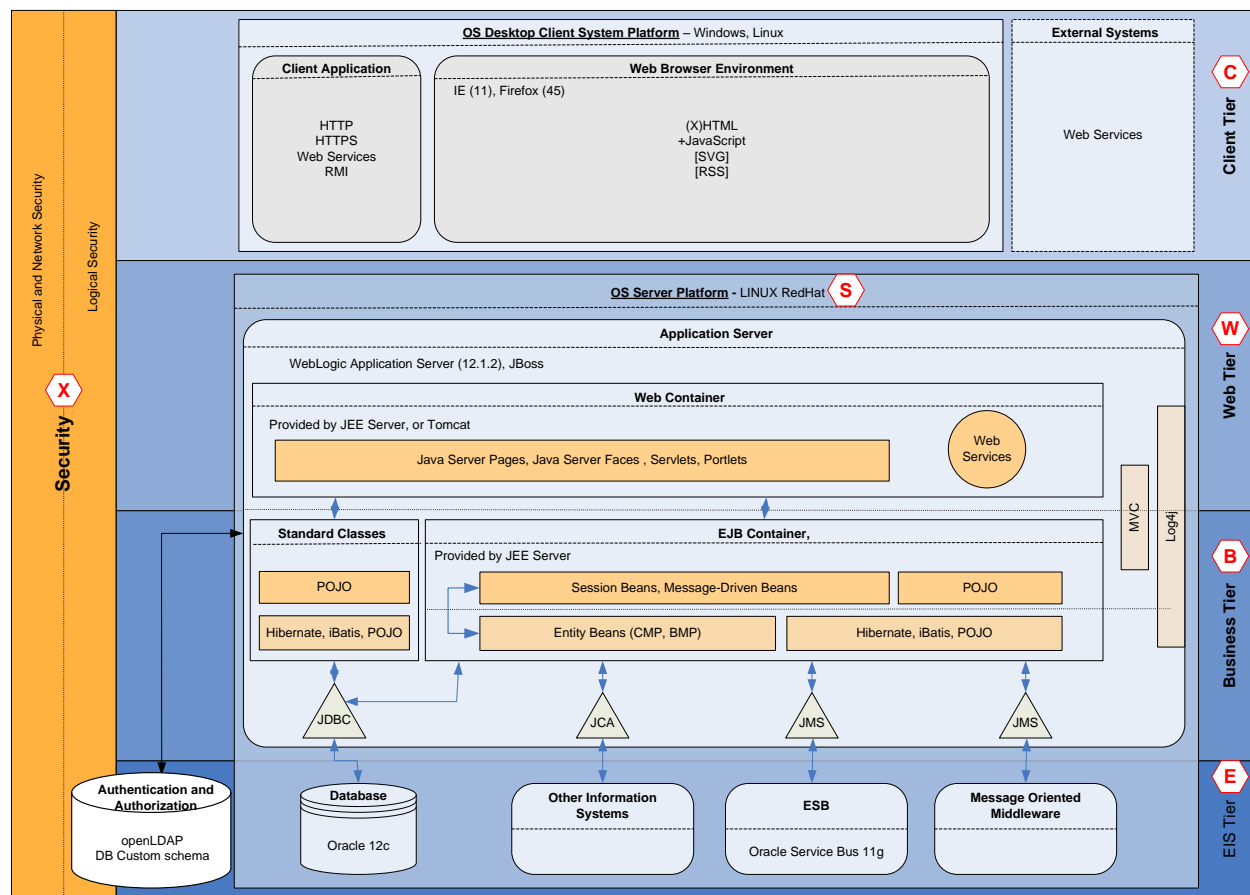 OS Desktop Client System Platform – Windows, Linux
External Systems
Client Application
Web Browser Environment
IE (11), Firefox (45)
HTTP
HTTPS
Web Services
RMI
(X)HTML
+JavaScript
[SVG]
[RSS]
Web Services
C
Client Tier
Physical and Network Security
Logical Security
X
Security
OS Server Platform - LINUX RedHat
S
Application Server
WebLogic Application Server (12.1.2), JBoss
Web Container
Provided by JEE Server, or Tomcat
Java Server Pages, Java Server Faces , Servlets, Portlets
Web
Services
W
Web Tier
MVC
Log4j
Standard Classes
POJO
Hibernate, iBatis, POJO
EJB Container,
Provided by JEE Server
Session Beans, Message-Driven Beans
POJO
Entity Beans (CMP, BMP)
Hibernate, iBatis, POJO
B
Business Tier
JDBC
JCA
JMS
JMS
Authentication and
Authorization
openLDAP
DB Custom schema
Database
Oracle 12c
Other Information
Systems
ESB
Oracle Service Bus 11g
Message Oriented
Middleware
E
EIS Tier